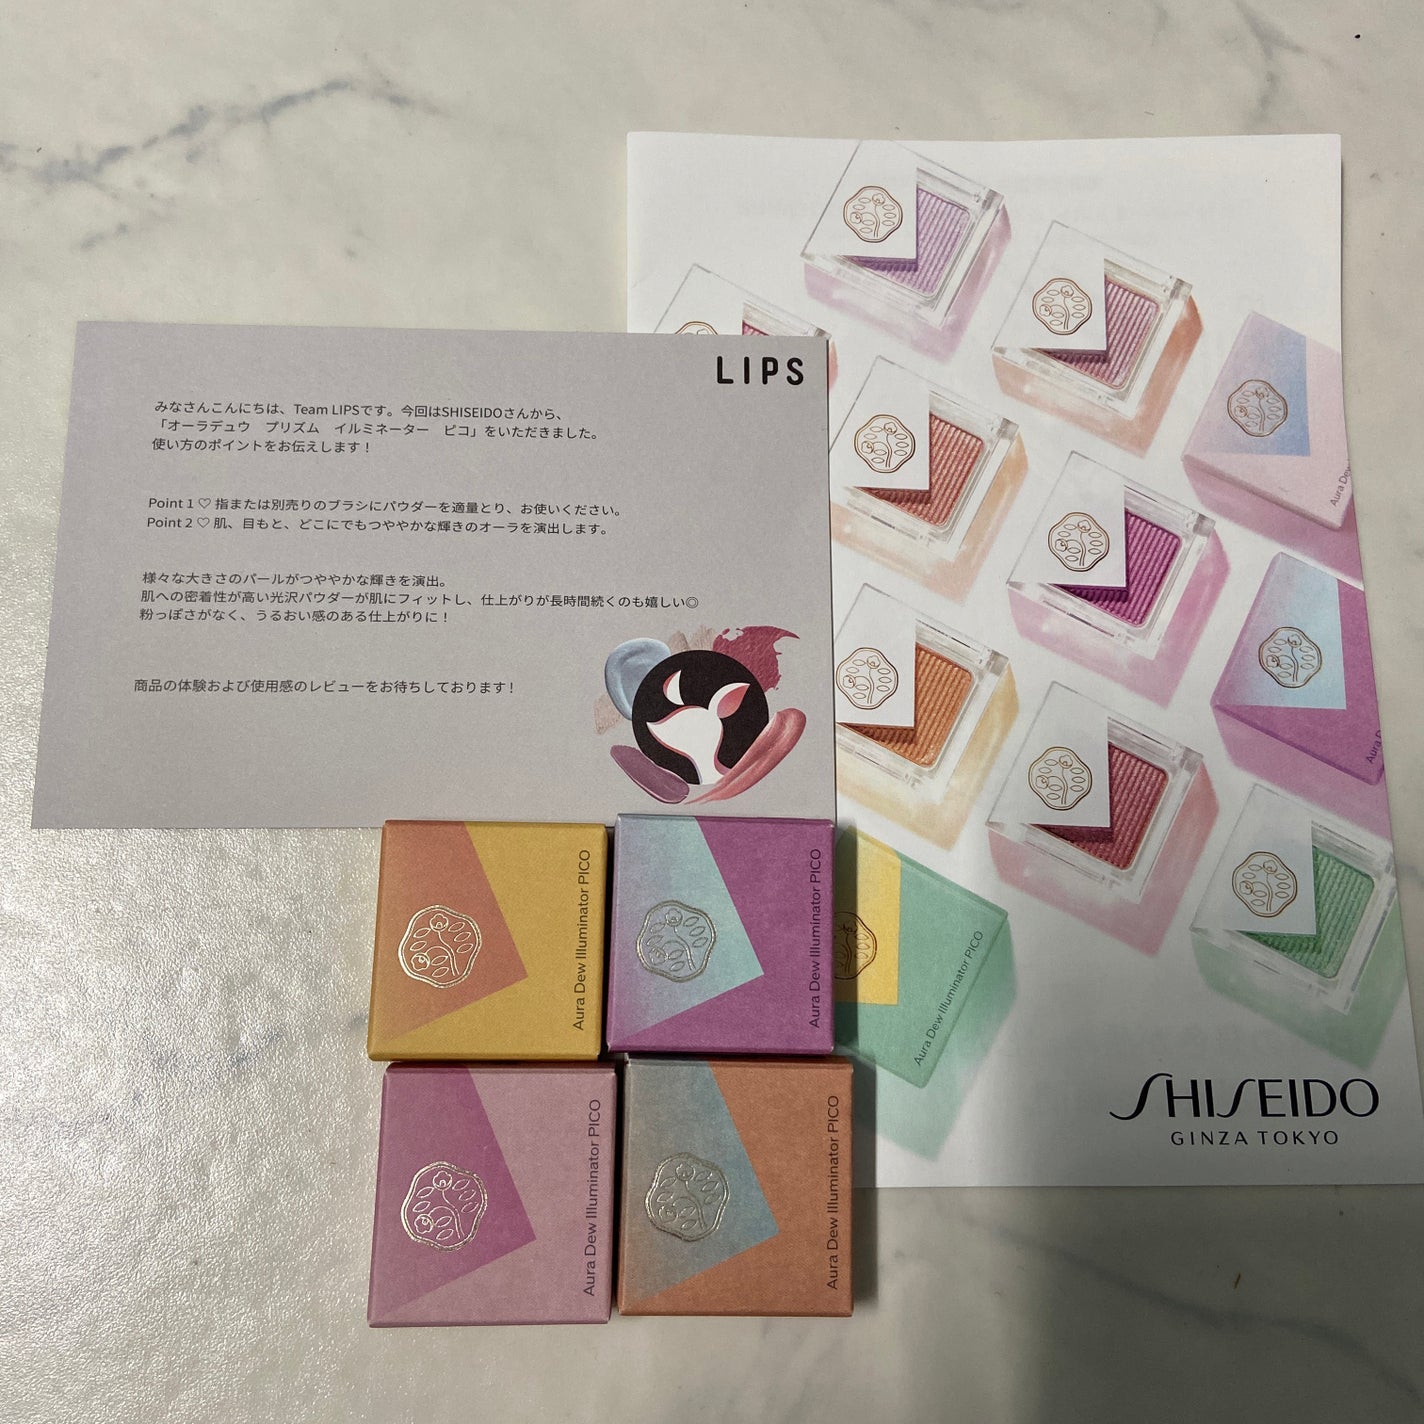 LIPS
みなさんこんにちは、Team LIPSです。今回はSHISEIDOさんから、
「オーラデュウ　プリズム　イルミネーター　ピコ」をいただきました。
使い方のポイントをお伝えします！
Point 1 ♡ 指または別売りのブラシにパウダーを適量とり、お使いください。
Point 2 ♡ 肌、目もと、どこにでもつややかな輝きのオーラを演出します。
様々な大きさのパールがつややかな輝きを演出。
肌への密着性が高い光沢パウダーが肌にフィットし、仕上がりが長時間続くのも嬉しい◎
粉っぽさがなく、うるおい感のある仕上がりに！
商品の体験および使用感のレビューをお待ちしております！
Aura Dew
Aura D
Aura Dew Illuminator PICO
SHISEIDO
GINZA TOKYO
Aura Dew Illuminator PICO
Aura Dew Illuminator PICO
Aura Dew Illuminator PICO
Aura Dew Illuminator PICO